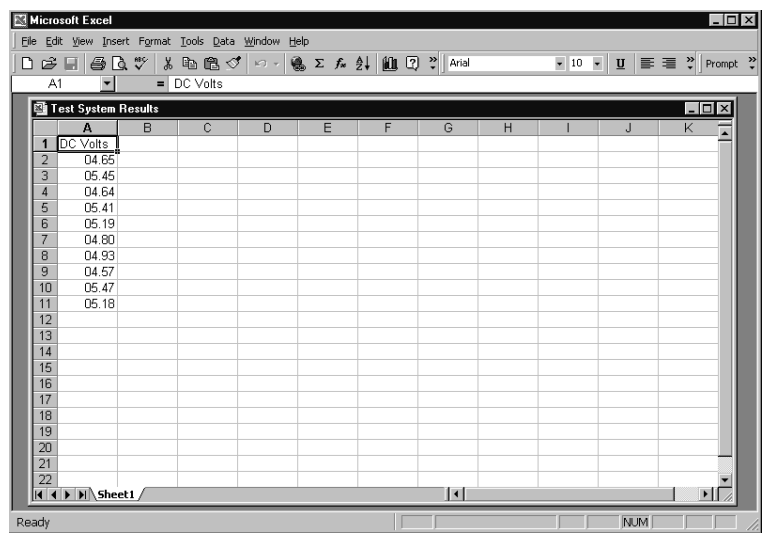 Microsoft Excel
File Edit View Insert Format Tools Data Window Help
ABC Σ fx A Z ? » Arial 10 U » Prompt »
A1 = DC Volts
Test System Results
A B C D E F G H I J K
1 DC Volts
2 04.65
3 05.45
4 04.64
5 05.41
6 05.19
7 04.80
8 04.93
9 04.57
10 05.47
11 05.18
12
13
14
15
16
17
18
19
20
21
22
Sheet1
Ready NUM